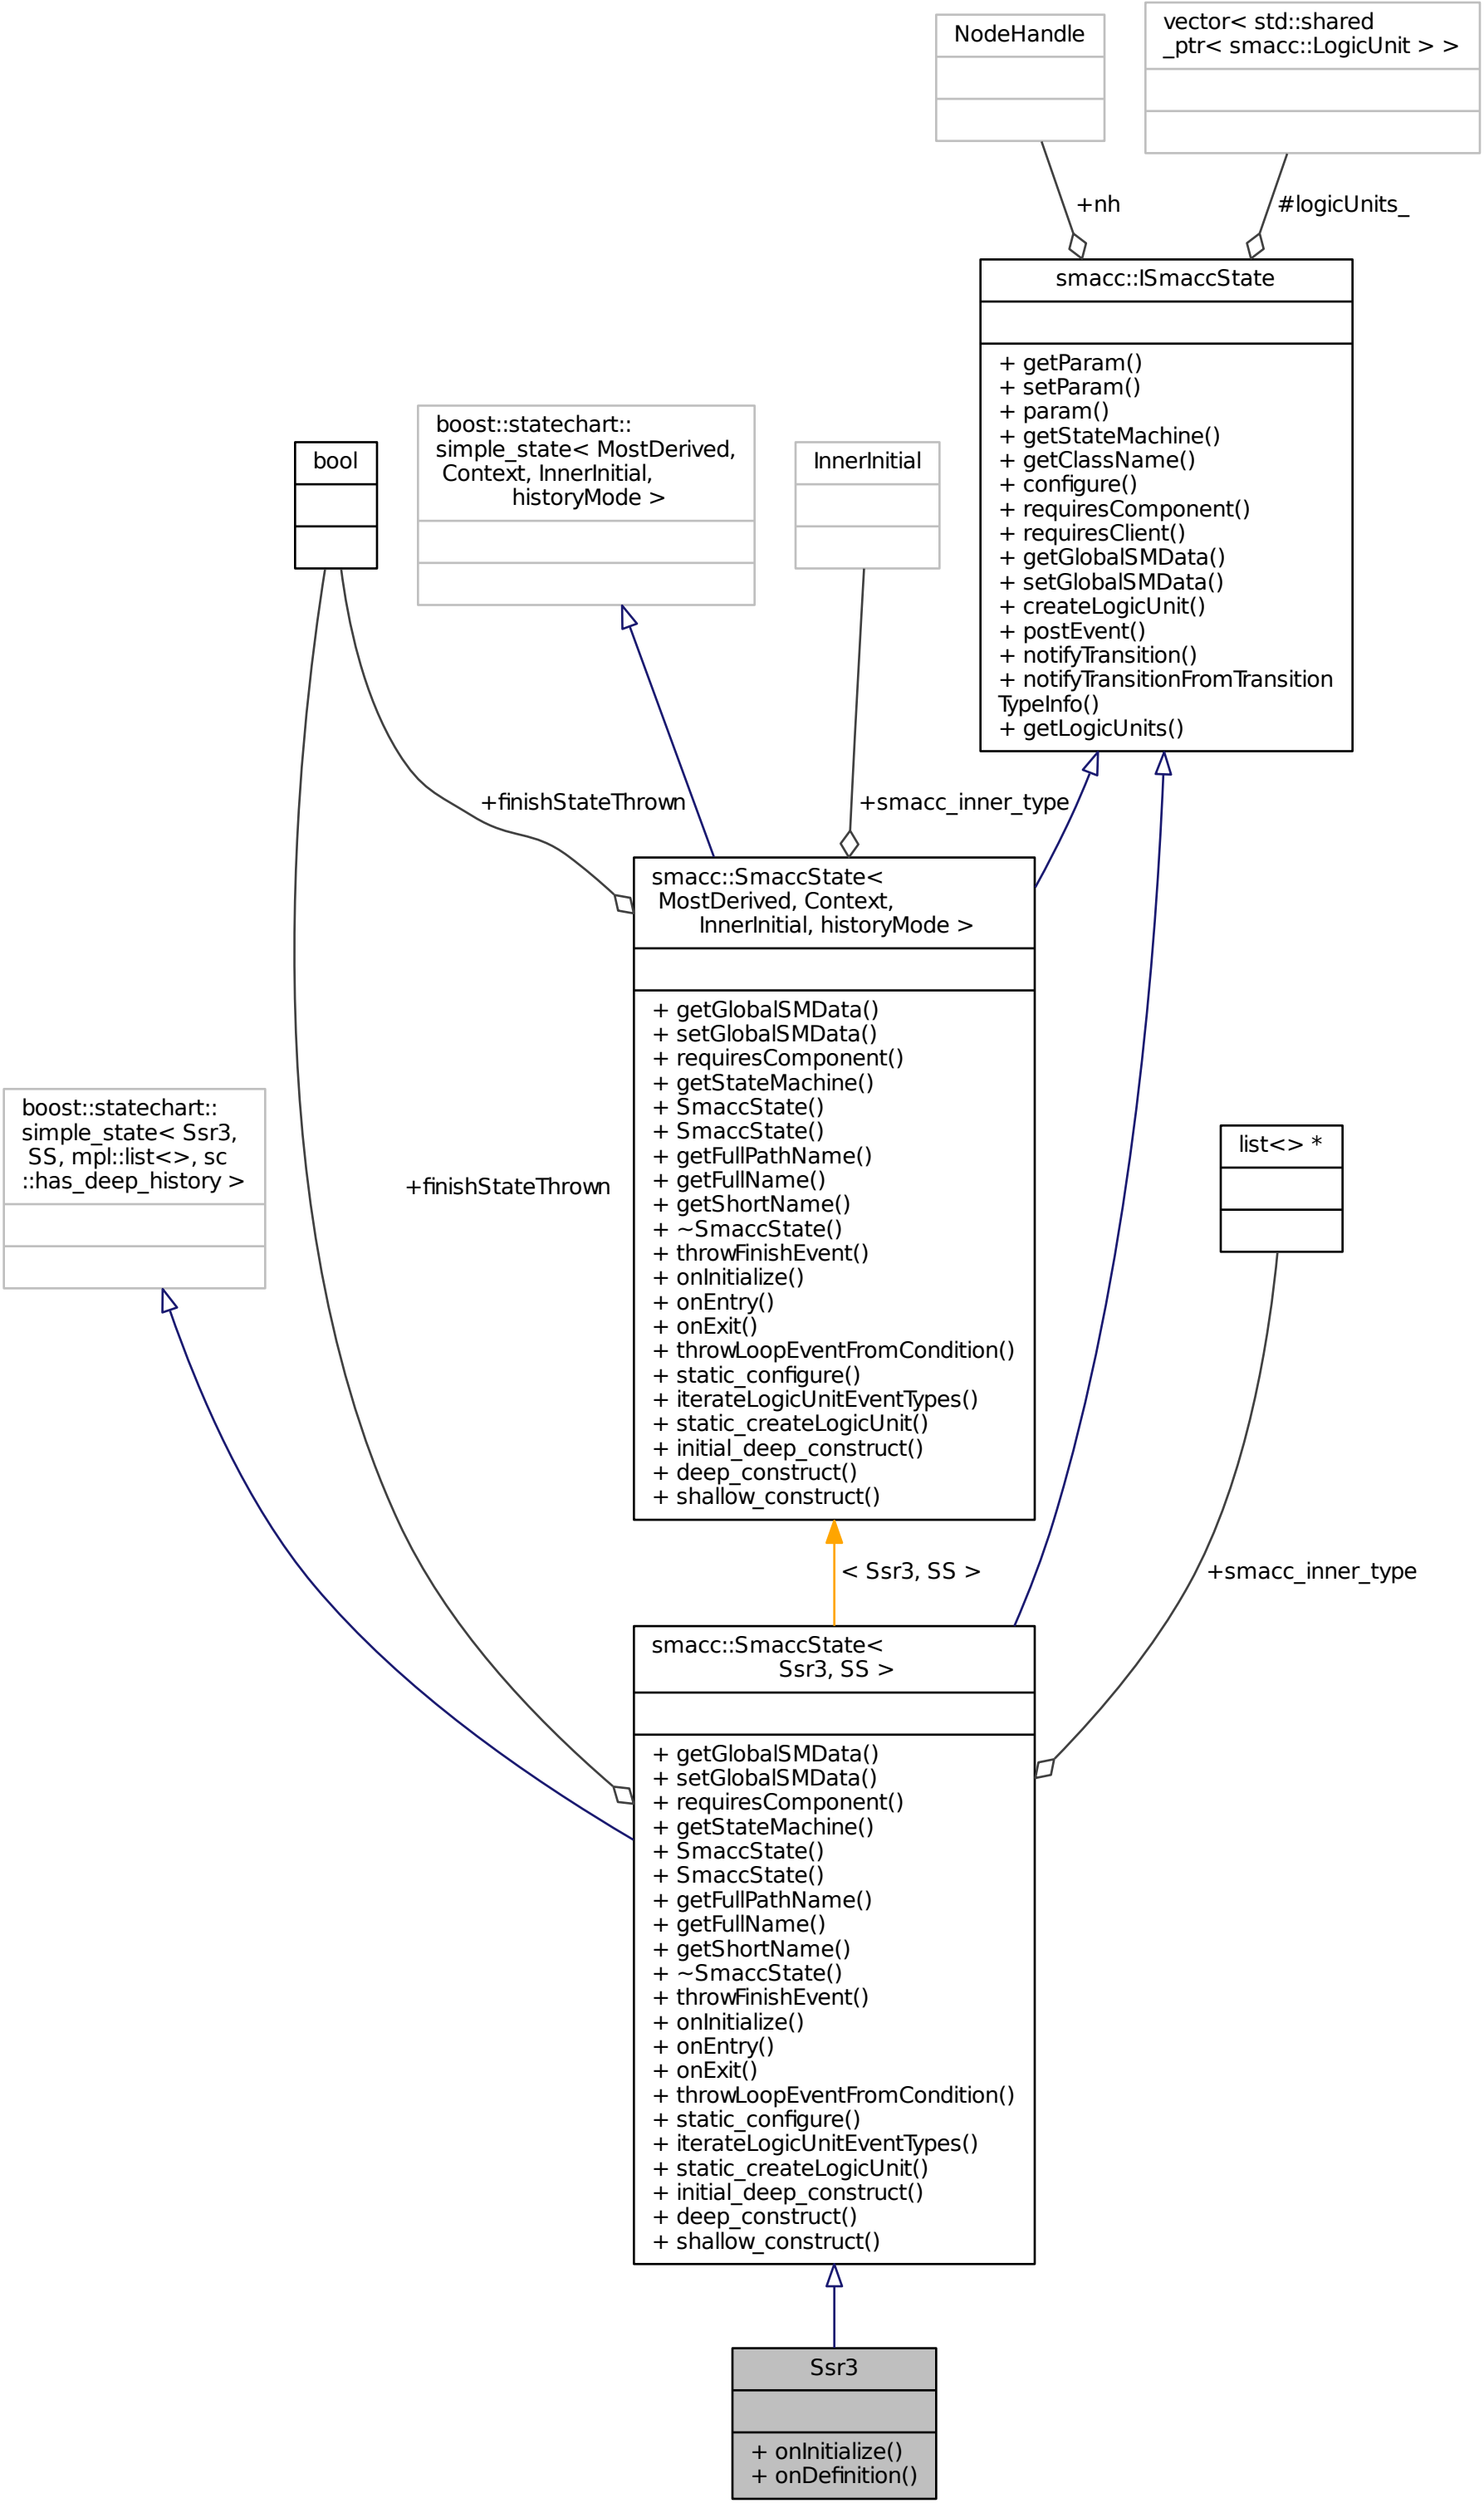 NodeHandle
vector< std::shared
_ptr< smacc::LogicUnit > >
+nh
#logicUnits_
smacc::ISmaccState
+ getParam()
+ setParam()
+ param()
+ getStateMachine()
+ getClassName()
+ configure()
+ requiresComponent()
+ requiresClient()
+ getGlobalSMData()
+ setGlobalSMData()
+ createLogicUnit()
+ postEvent()
+ notifyTransition()
+ notifyTransitionFromTransition
TypeInfo()
+ getLogicUnits()
bool
boost::statechart::
simple_state< MostDerived,
Context, InnerInitial,
historyMode >
InnerInitial
+finishStateThrown
+smacc_inner_type
smacc::SmaccState<
MostDerived, Context,
InnerInitial, historyMode >
+ getGlobalSMData()
+ setGlobalSMData()
+ requiresComponent()
+ getStateMachine()
+ SmaccState()
+ SmaccState()
+ getFullPathName()
+ getFullName()
+ getShortName()
+ ~SmaccState()
+ throwFinishEvent()
+ onInitialize()
+ onEntry()
+ onExit()
+ throwLoopEventFromCondition()
+ static_configure()
+ iterateLogicUnitEventTypes()
+ static_createLogicUnit()
+ initial_deep_construct()
+ deep_construct()
+ shallow_construct()
boost::statechart::
simple_state< Ssr3,
SS, mpl::list<>, sc
::has_deep_history >
+finishStateThrown
list<> *
< Ssr3, SS >
+smacc_inner_type
smacc::SmaccState<
Ssr3, SS >
+ getGlobalSMData()
+ setGlobalSMData()
+ requiresComponent()
+ getStateMachine()
+ SmaccState()
+ SmaccState()
+ getFullPathName()
+ getFullName()
+ getShortName()
+ ~SmaccState()
+ throwFinishEvent()
+ onInitialize()
+ onEntry()
+ onExit()
+ throwLoopEventFromCondition()
+ static_configure()
+ iterateLogicUnitEventTypes()
+ static_createLogicUnit()
+ initial_deep_construct()
+ deep_construct()
+ shallow_construct()
Ssr3
+ onInitialize()
+ onDefinition()